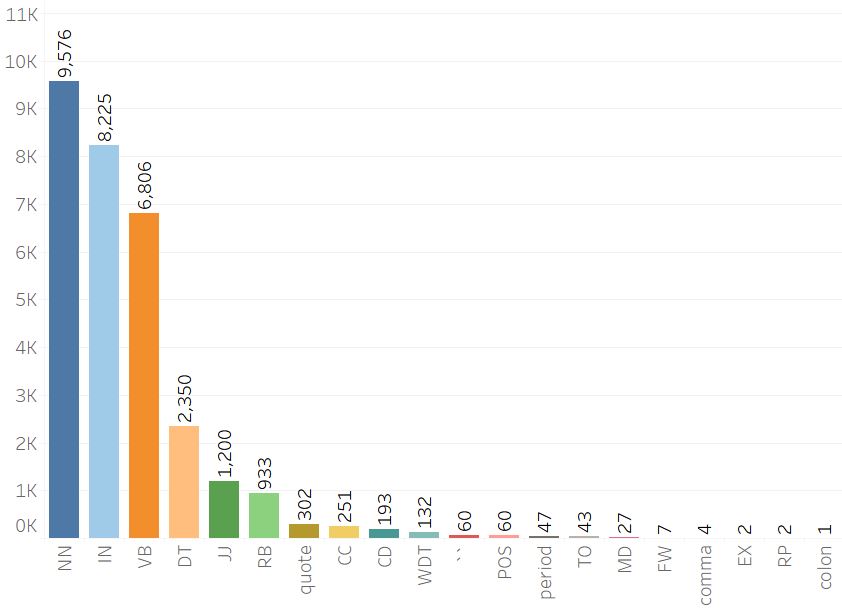 11K
10K
9K
8K
7K
6K
5K
4K
3K
2K
1K
0K
9,576
8,225
6,806
2,350
1,200
933
302
251
193
132
60
60
47
43
27
7
4
2
2
1
NN
IN
VB
DT
JJ
RB
quote
CC
CD
WDT
``
POS
period
TO
MD
FW
comma
EX
RP
colon